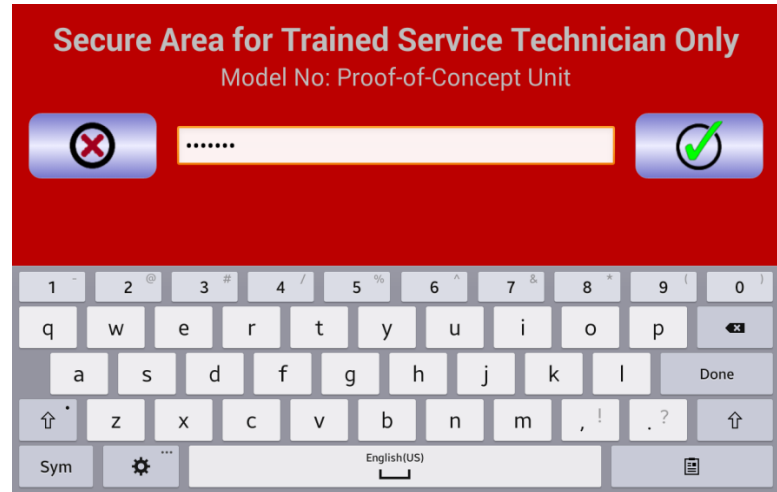 Secure Area for Trained Service Technician Only
Model No: Proof-of-Concept Unit
•••••••
1 - 2 @ 3 # 4 / 5 % 6 ^ 7 & 8 * 9 ( 0 )
q w e r t y u i o p
a s d f g h j k l Done
z x c v b n m , ! . ?
Sym ... English(US)